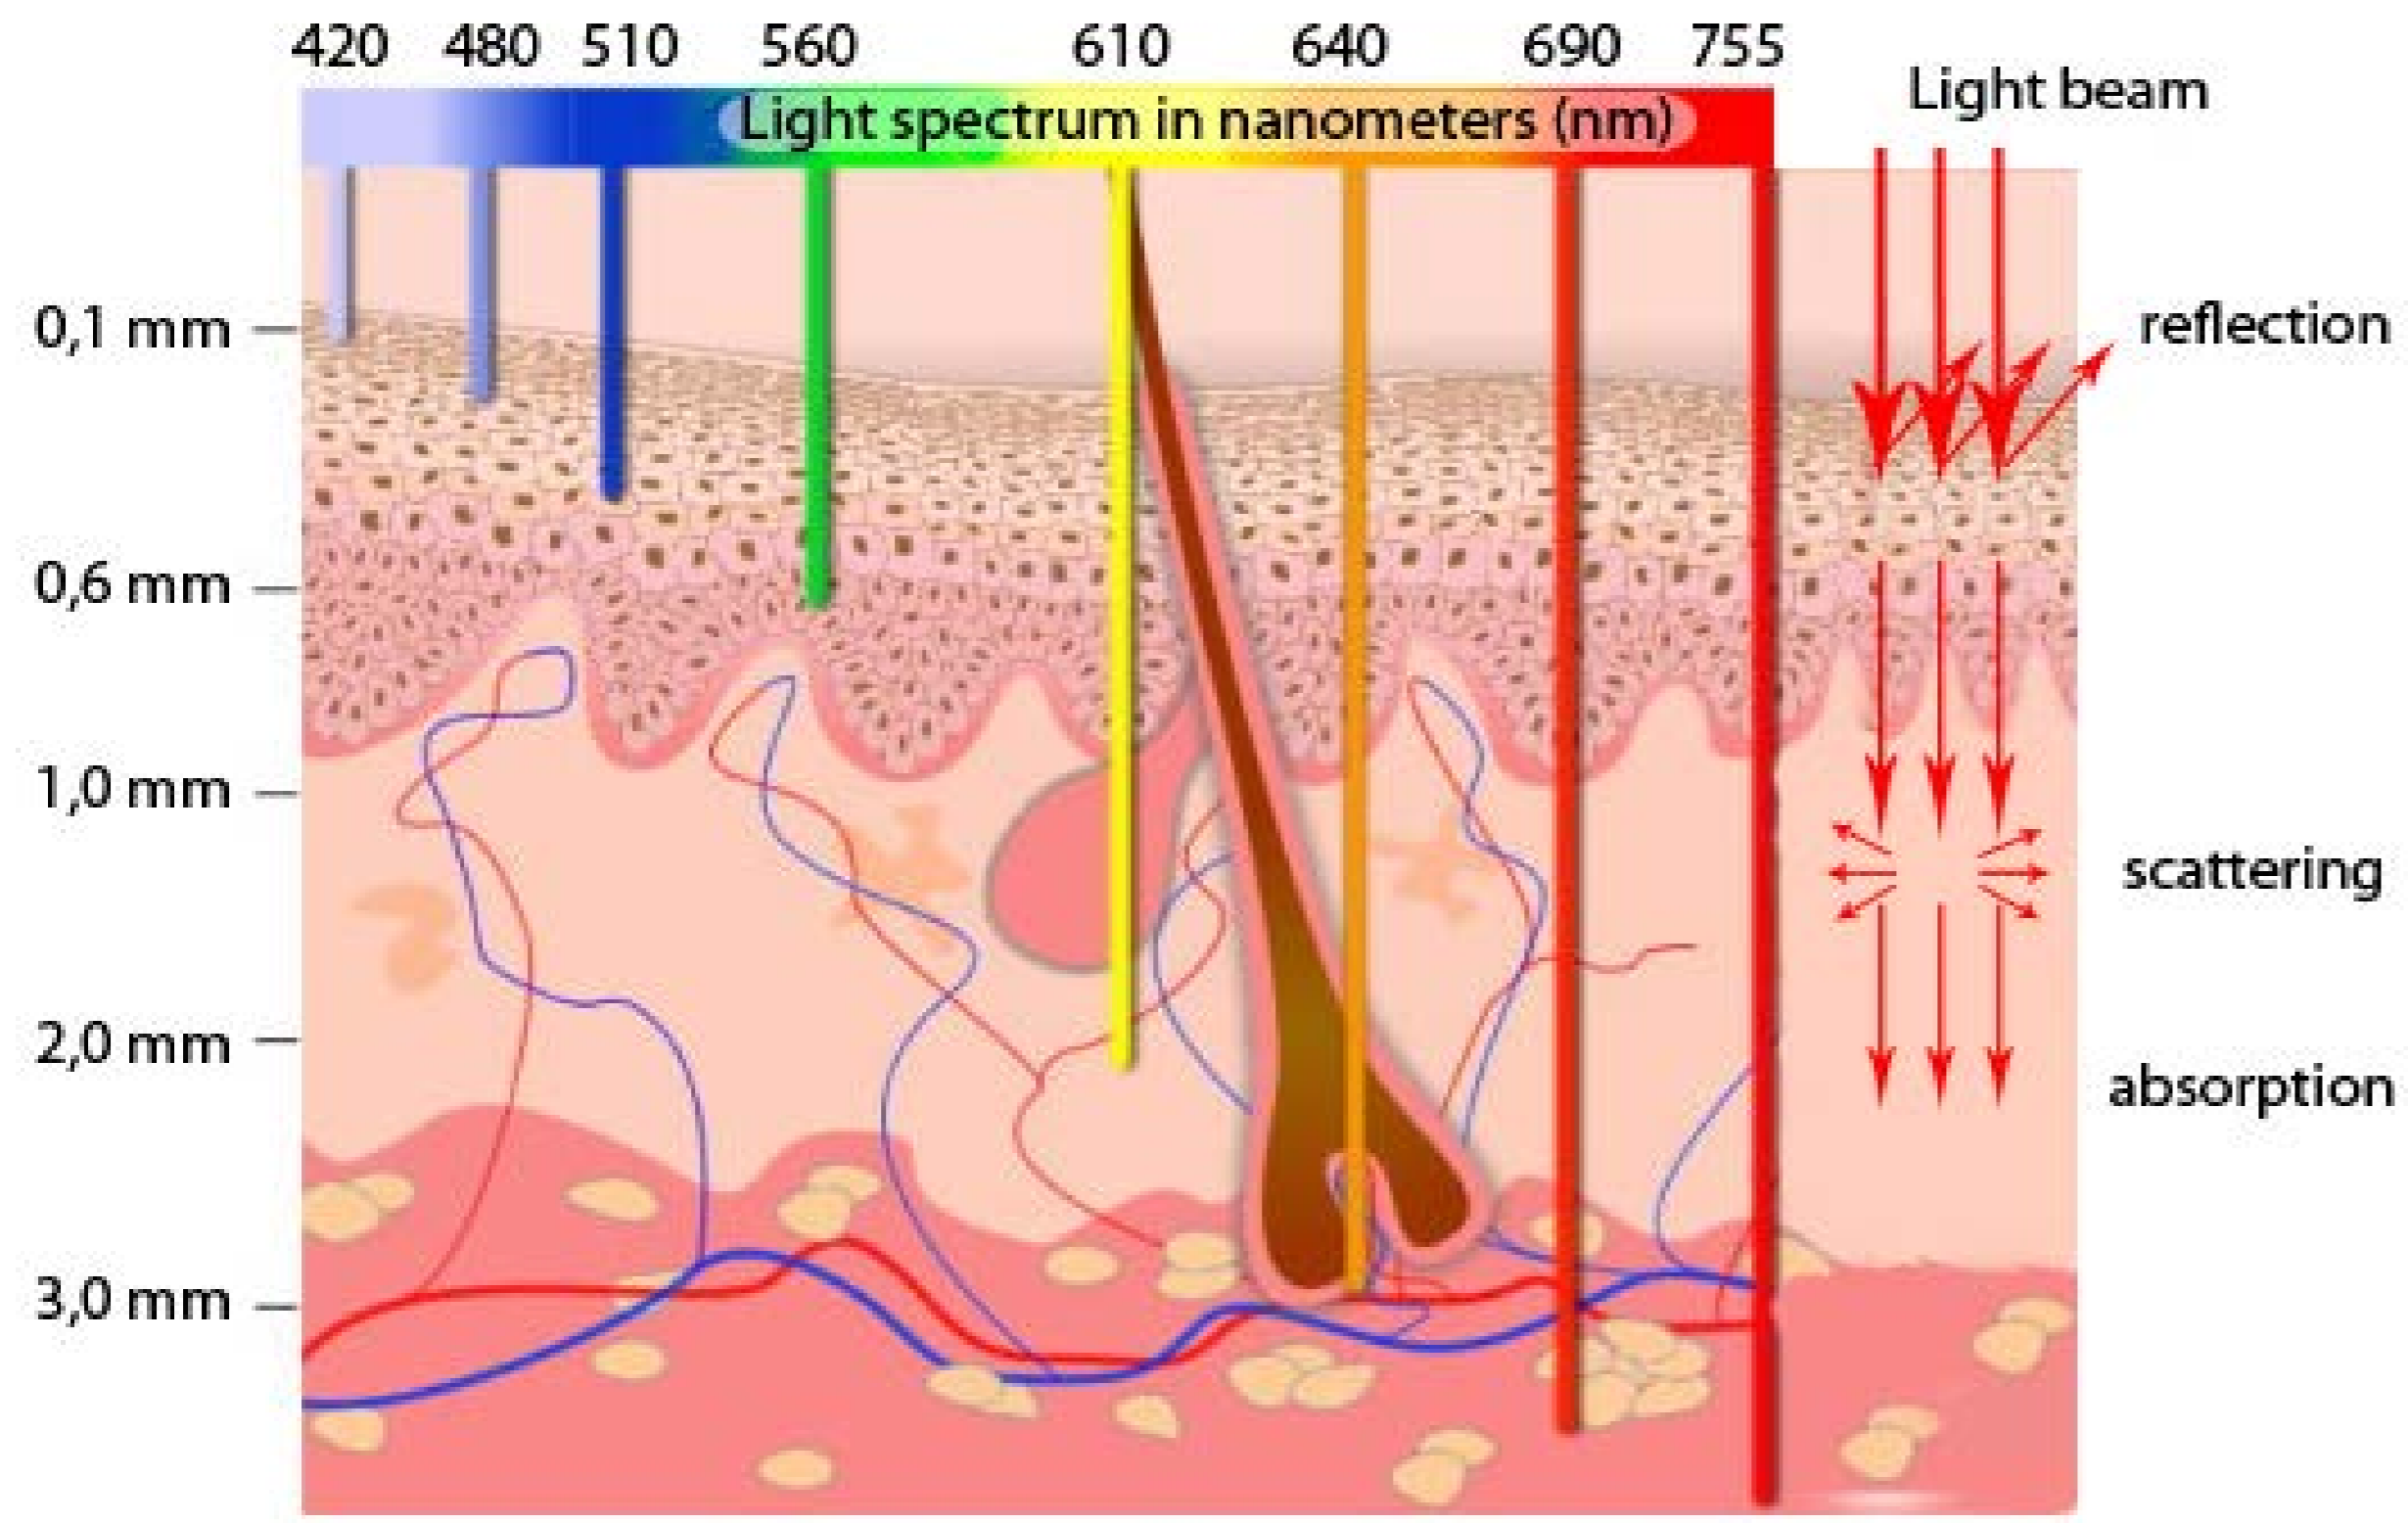 420 480 510 560 610 640 690 755
Light spectrum in nanometers (nm)
Light beam
0,1 mm
reflection
0,6 mm
1,0 mm
scattering
2,0 mm
absorption
3,0 mm